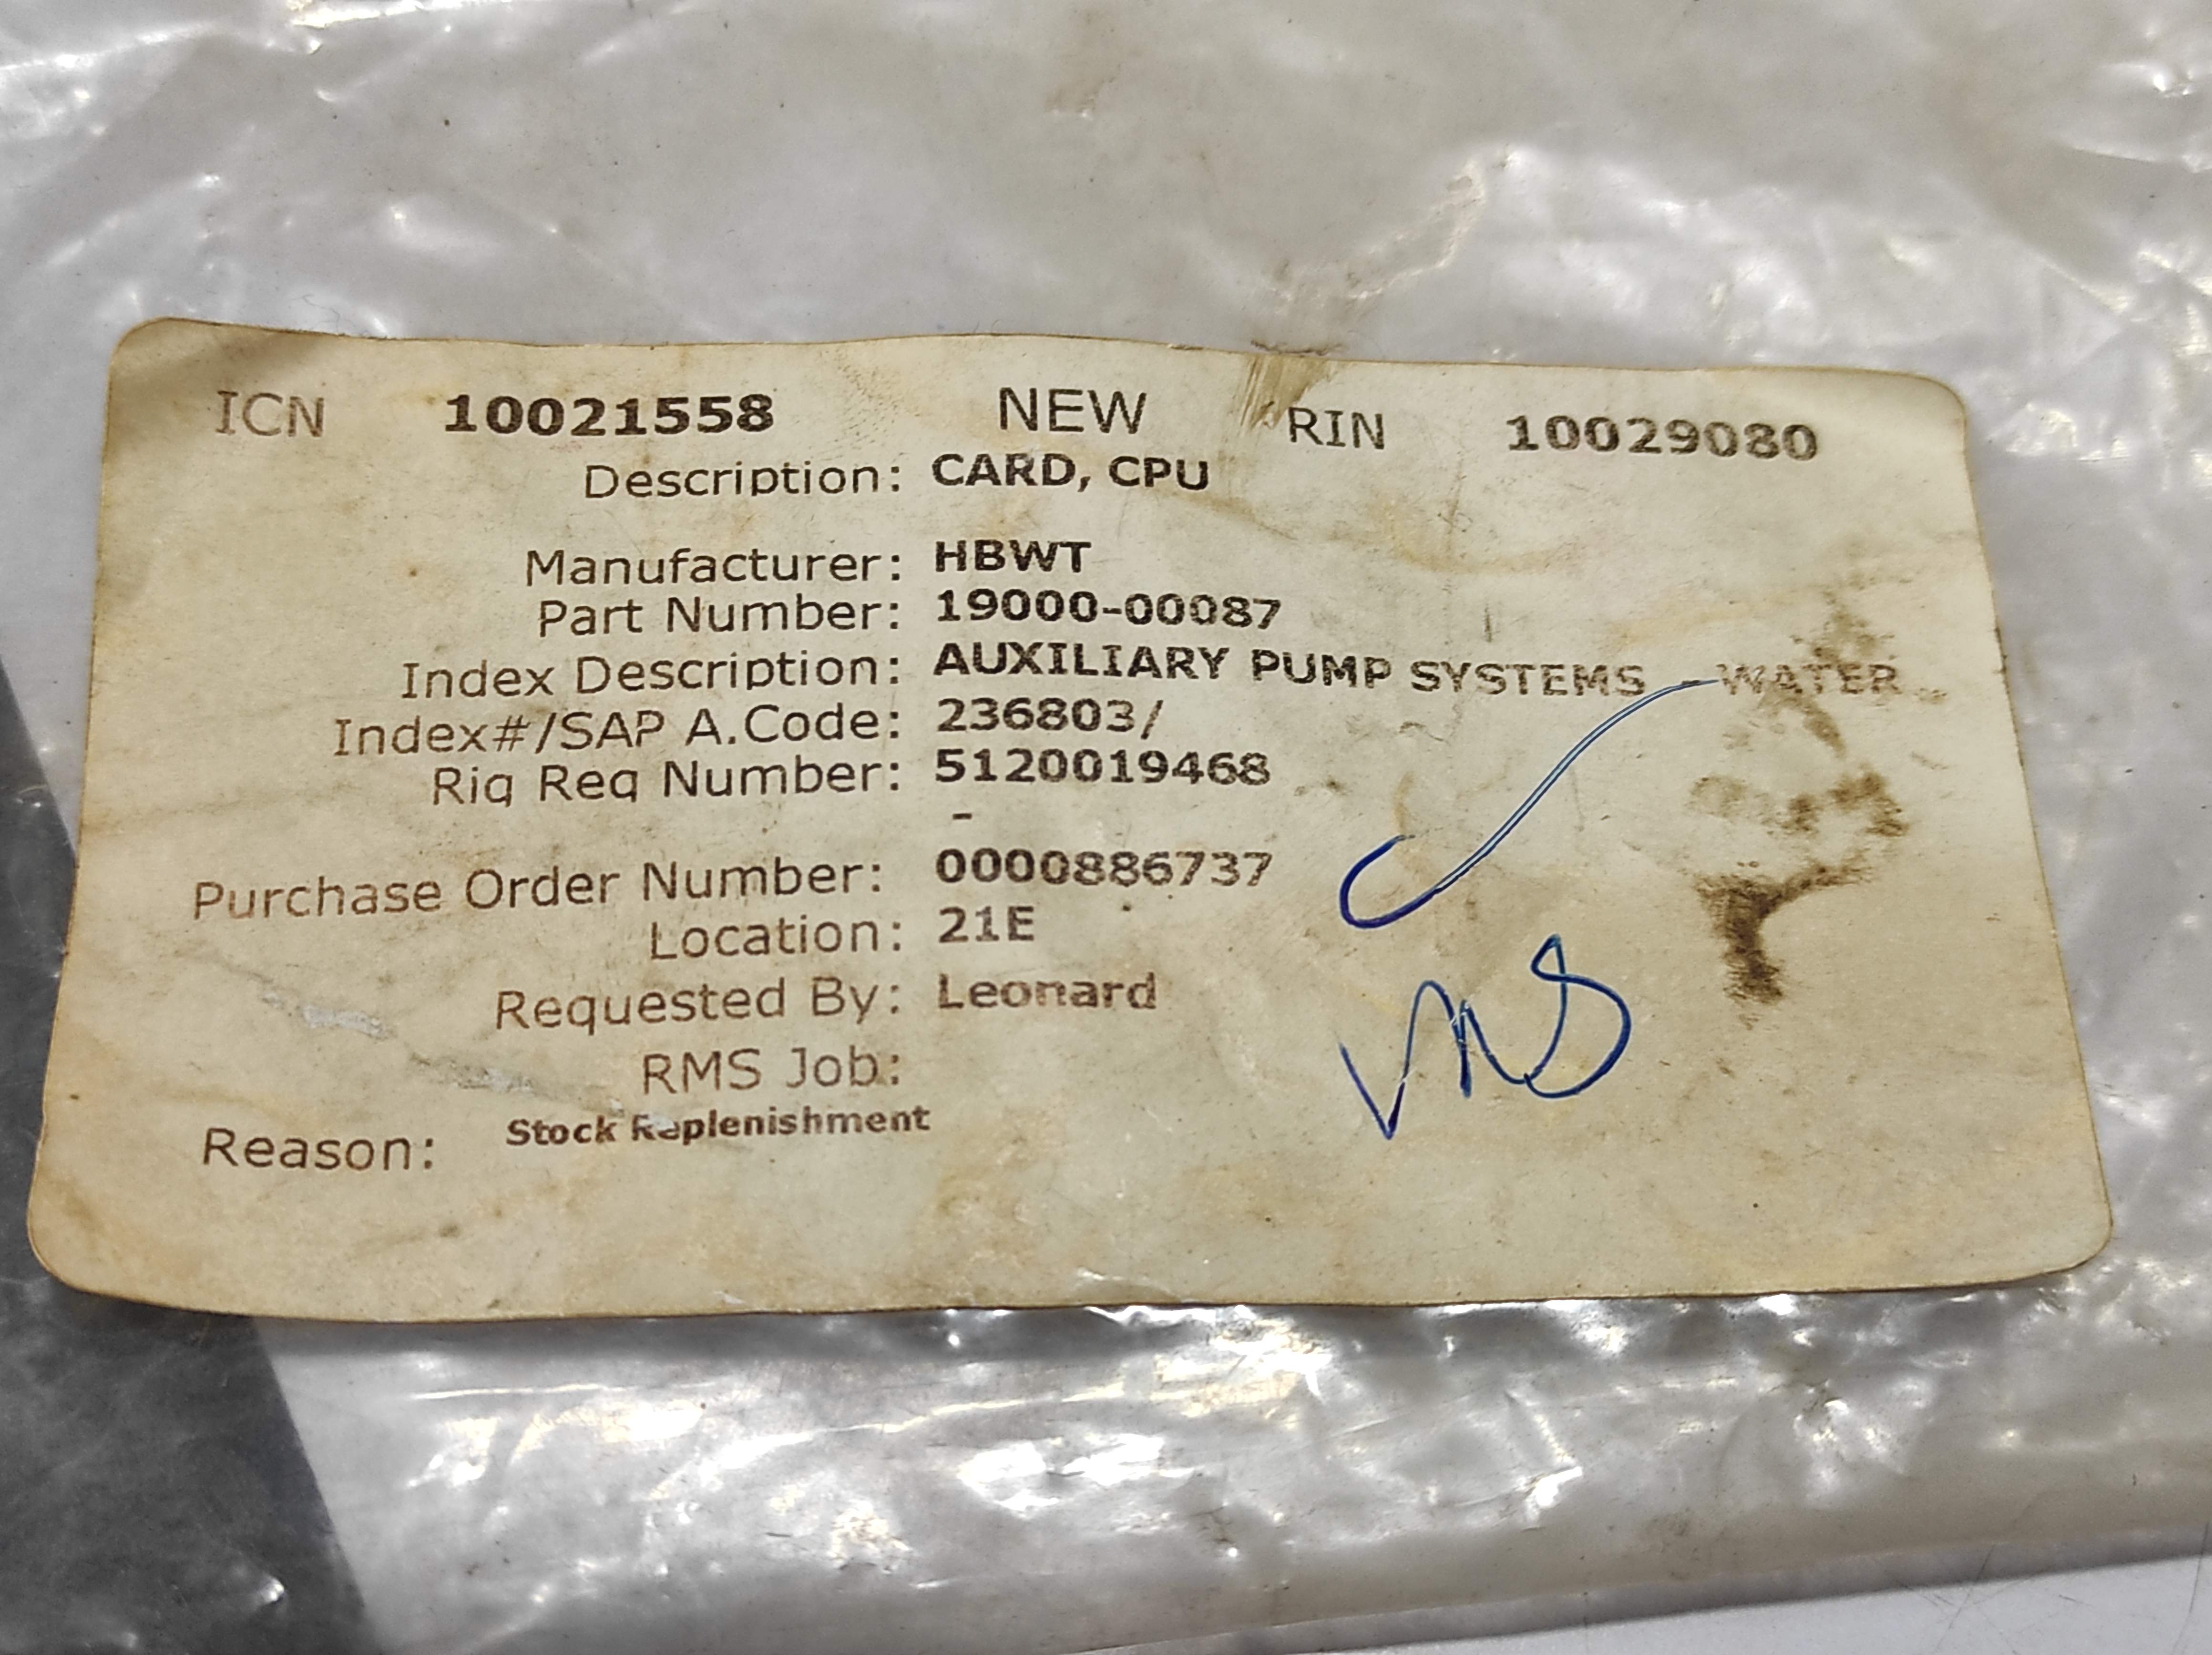 ICN 10021558 NEW RIN 10029080
Description: CARD, CPU
Manufacturer: HBWT
Part Number: 19000-00087
Index Description: AUXILIARY PUMP SYSTEMS - WATER
Index#/SAP A.Code: 236803/
Rig Req Number: 5120019468
-
Purchase Order Number: 0000886737
Location: 21E
Requested By: Leonard
RMS Job:
Reason: Stock Replenishment